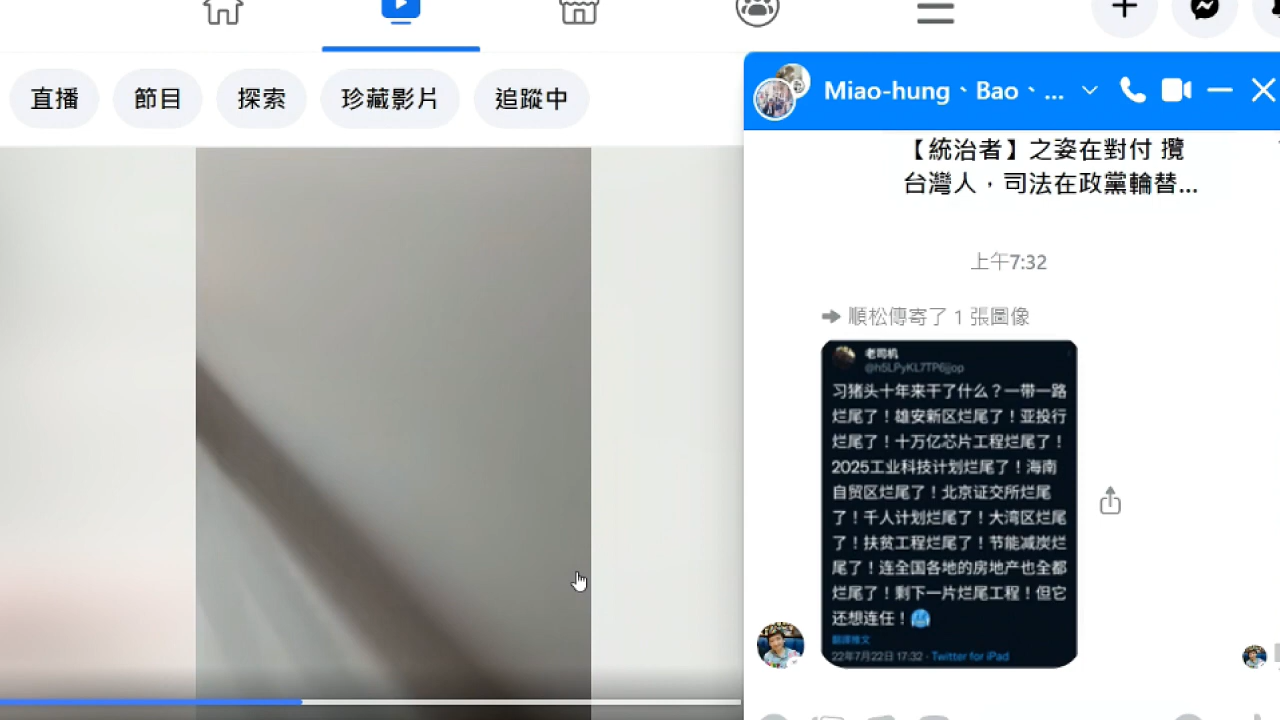 直播
節目
探索
珍藏影片
追蹤中
Miao-hung、Bao、...
【統治者】之姿在對付 攬
台灣人，司法在政黨輪替...
上午7:32
順松傳寄了 1 張圖像
老司机
@h5LPyKL7TP6jjop
习猪头十年来干了什么？一带一路
烂尾了！雄安新区烂尾了！亚投行
烂尾了！十万亿芯片工程烂尾了！
2025工业科技计划烂尾了！海南
自贸区烂尾了！北京证交所烂尾
了！千人计划烂尾了！大湾区烂尾
了！扶贫工程烂尾了！节能减炭烂
尾了！连全国各地的房地产也全都
烂尾了！剩下一片烂尾工程！但它
还想连任！
翻譯推文
22年7月22日 17:32 · Twitter for iPad